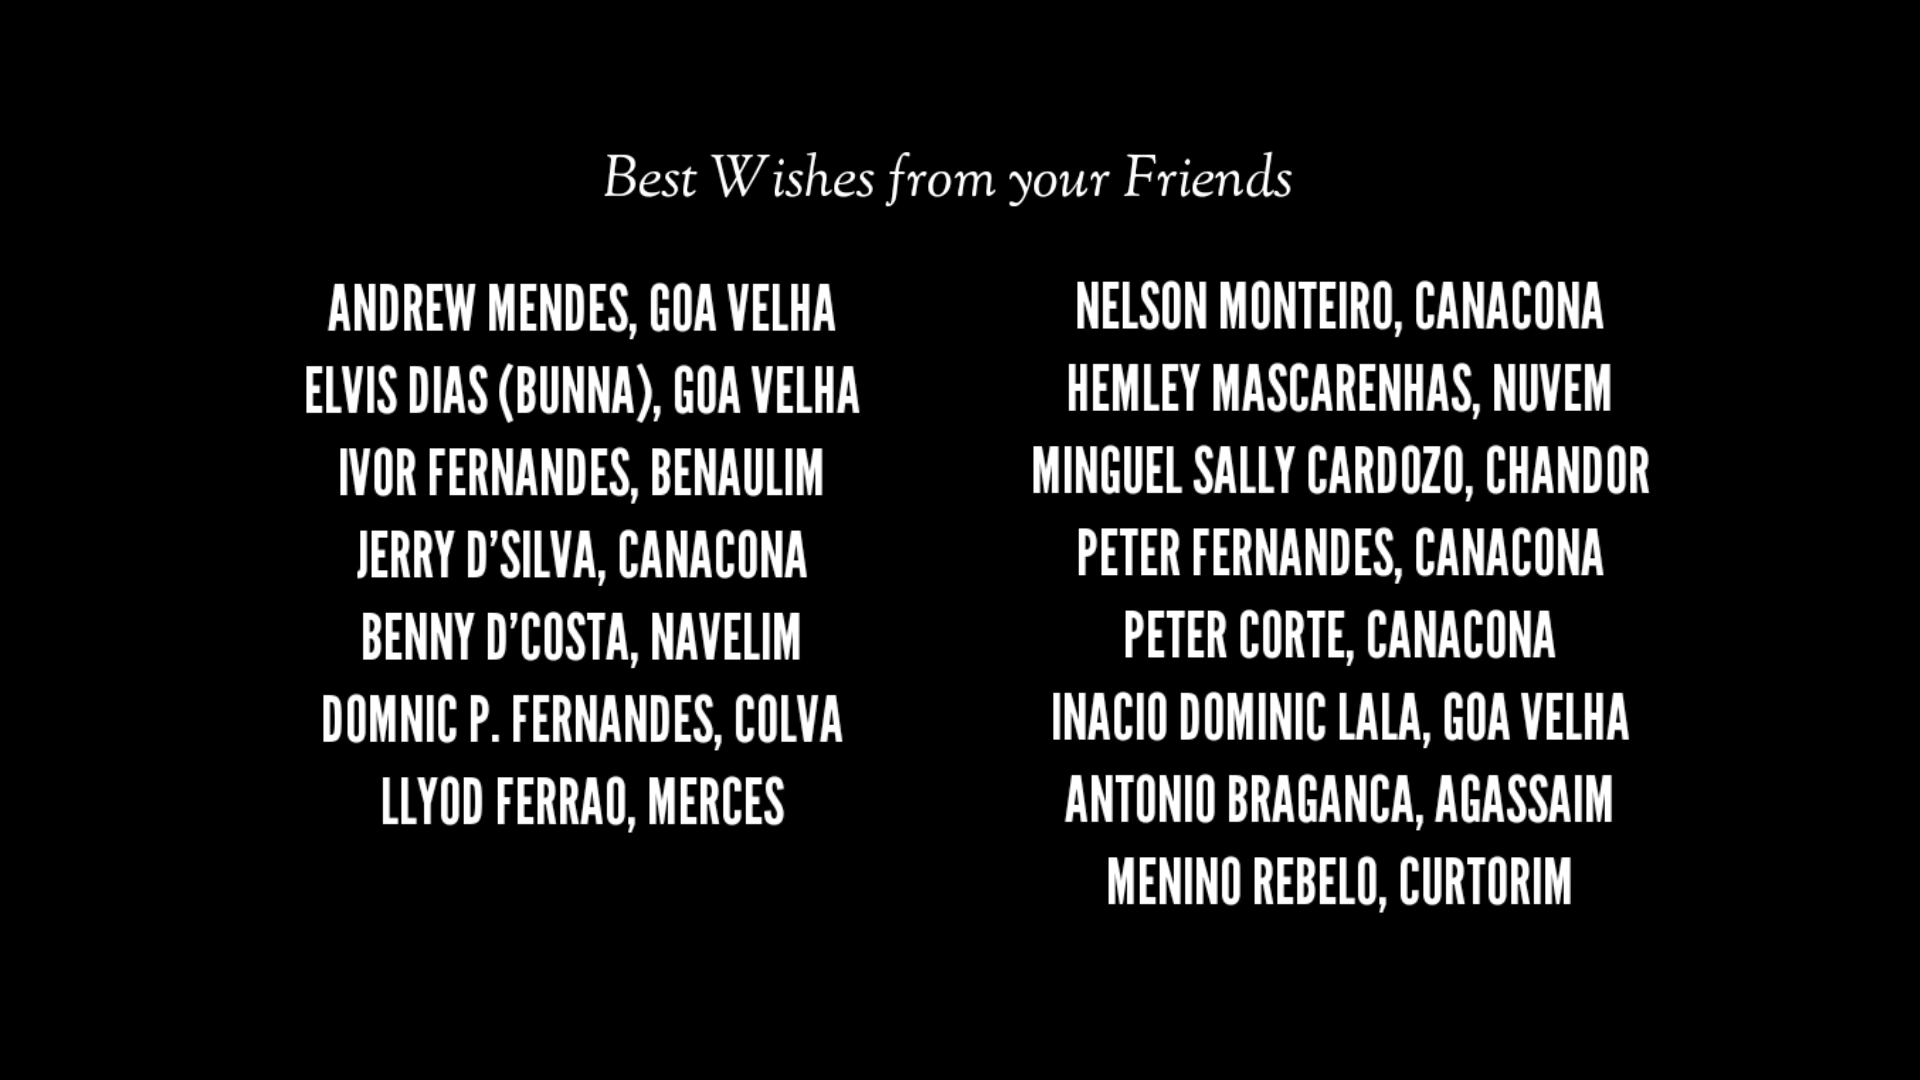 Best Wishes from your Friends
ANDREW MENDES, GOA VELHA
ELVIS DIAS (BUNNA), GOA VELHA
IVOR FERNANDES, BENAULIM
JERRY D’SILVA, CANACONA
BENNY D’COSTA, NAVELIM
DOMNIC P. FERNANDES, COLVA
LLYOD FERRAO, MERCES
NELSON MONTEIRO, CANACONA
HEMLEY MASCARENHAS, NUVEM
MINGUEL SALLY CARDOZO, CHANDOR
PETER FERNANDES, CANACONA
PETER CORTE, CANACONA
INACIO DOMINIC LALA, GOA VELHA
ANTONIO BRAGANCA, AGASSAIM
MENINO REBELO, CURTORIM